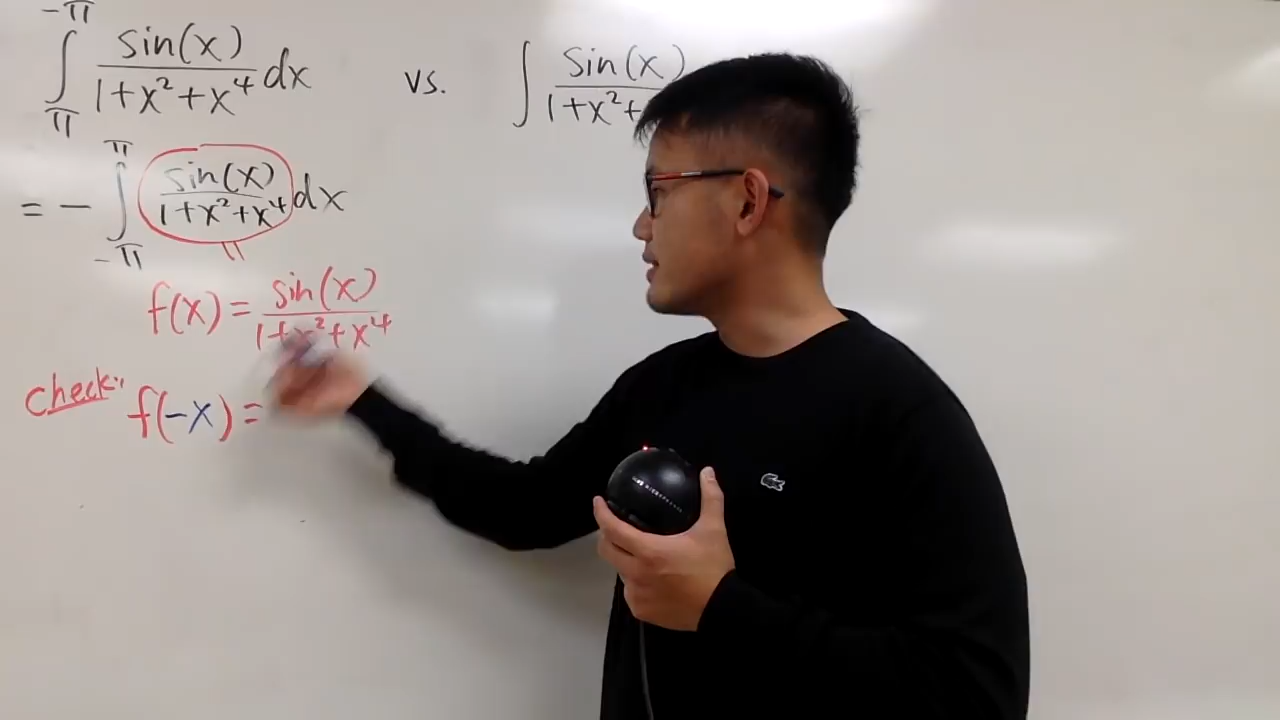 ∫_π^{-π} sin(x)/(1+x²+x⁴) dx vs. ∫ sin(x)/(1+x²+
= - ∫_{-π}^π sin(x)/(1+x²+x⁴) dx
f(x) = sin(x)/(1+x²+x⁴)
check: f(-x) =